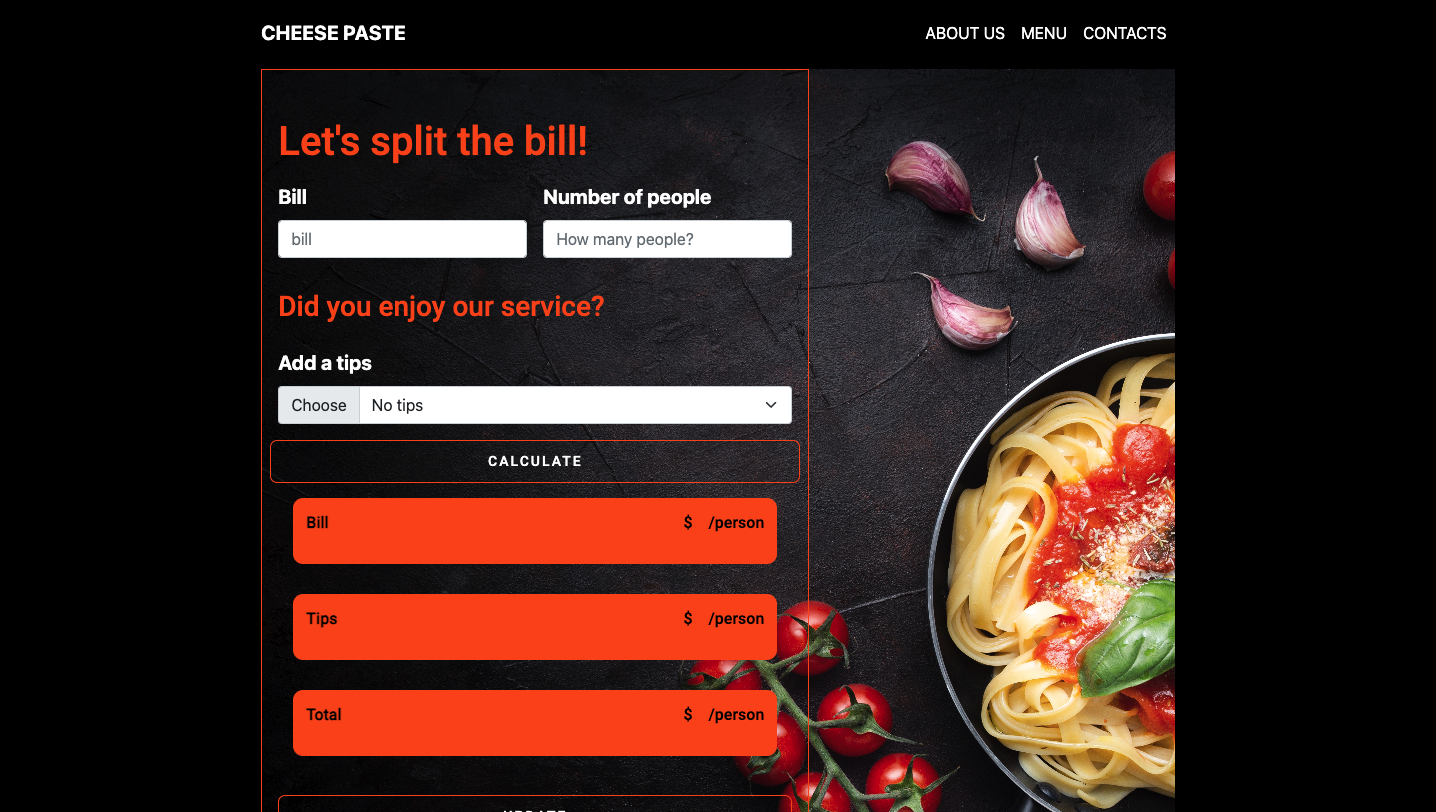 CHEESE PASTE
ABOUT US MENU CONTACTS
Let's split the bill!
Bill
Number of people
bill
How many people?
Did you enjoy our service?
Add a tips
Choose No tips
CALCULATE
Bill $ /person
Tips $ /person
Total $ /person